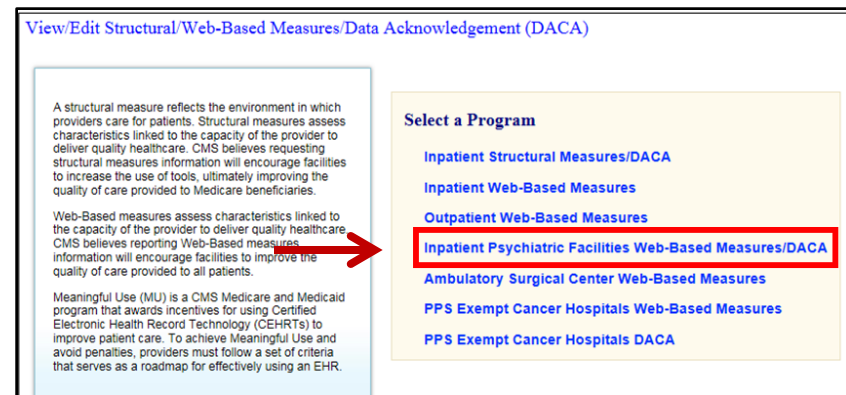 View/Edit Structural/Web-Based Measures/Data Acknowledgement (DACA)
A structural measure reflects the environment in which
providers care for patients. Structural measures assess
characteristics linked to the capacity of the provider to
deliver quality healthcare. CMS believes requesting
structural measures information will encourage facilities
to increase the use of tools, ultimately improving the
quality of care provided to Medicare beneficiaries.
Web-Based measures assess characteristics linked to
the capacity of the provider to deliver quality healthcare.
CMS believes reporting Web-Based measures
information will encourage facilities to improve the
quality of care provided to all patients.
Meaningful Use (MU) is a CMS Medicare and Medicaid
program that awards incentives for using Certified
Electronic Health Record Technology (CEHRTs) to
improve patient care. To achieve Meaningful Use and
avoid penalties, providers must follow a set of criteria
that serves as a roadmap for effectively using an EHR.
Select a Program
Inpatient Structural Measures/DACA
Inpatient Web-Based Measures
Outpatient Web-Based Measures
Inpatient Psychiatric Facilities Web-Based Measures/DACA
Ambulatory Surgical Center Web-Based Measures
PPS Exempt Cancer Hospitals Web-Based Measures
PPS Exempt Cancer Hospitals DACA